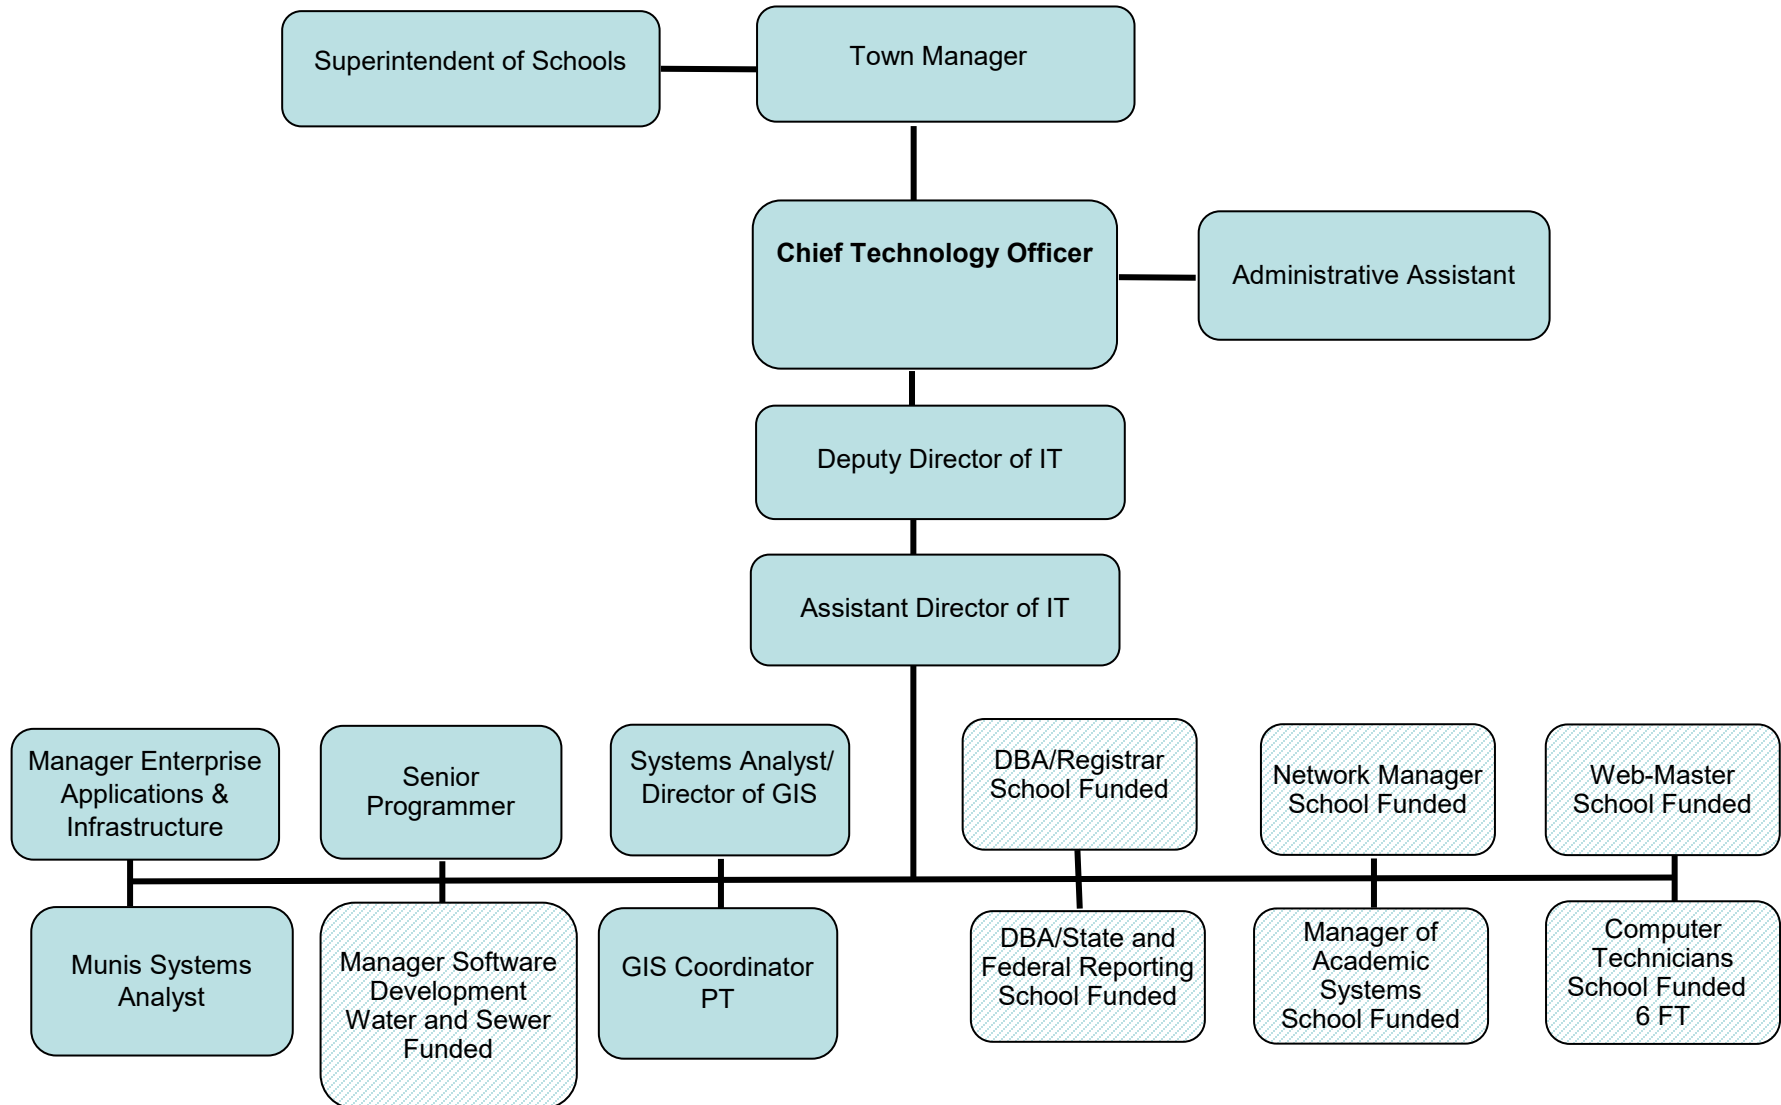 Superintendent of Schools
Town Manager
Chief Technology Officer
Administrative Assistant
Deputy Director of IT
Assistant Director of IT
Manager Enterprise
Applications &
Infrastructure
Senior
Programmer
Systems Analyst/
Director of GIS
DBA/Registrar
School Funded
Network Manager
School Funded
Web-Master
School Funded
Munis Systems
Analyst
Manager Software
Development
Water and Sewer
Funded
GIS Coordinator
PT
DBA/State and
Federal Reporting
School Funded
Manager of
Academic
Systems
School Funded
Computer
Technicians
School Funded
6 FT